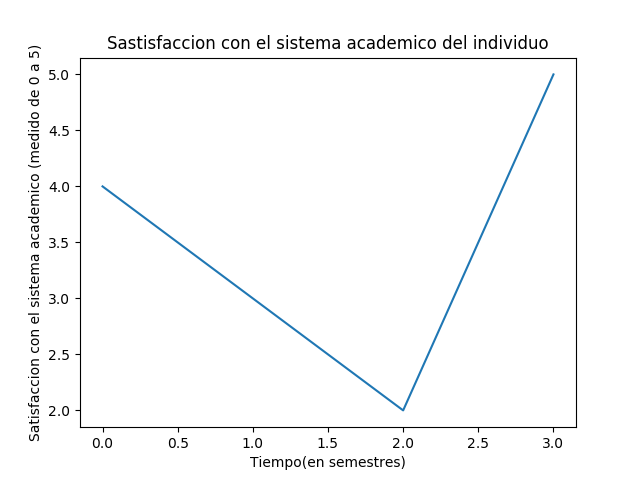 Sastisfaccion con el sistema academico del individuo
Satisfaccion con el sistema academico (medido de 0 a 5)
5.0
4.5
4.0
3.5
3.0
2.5
2.0
0.0 0.5 1.0 1.5 2.0 2.5 3.0
Tiempo(en semestres)